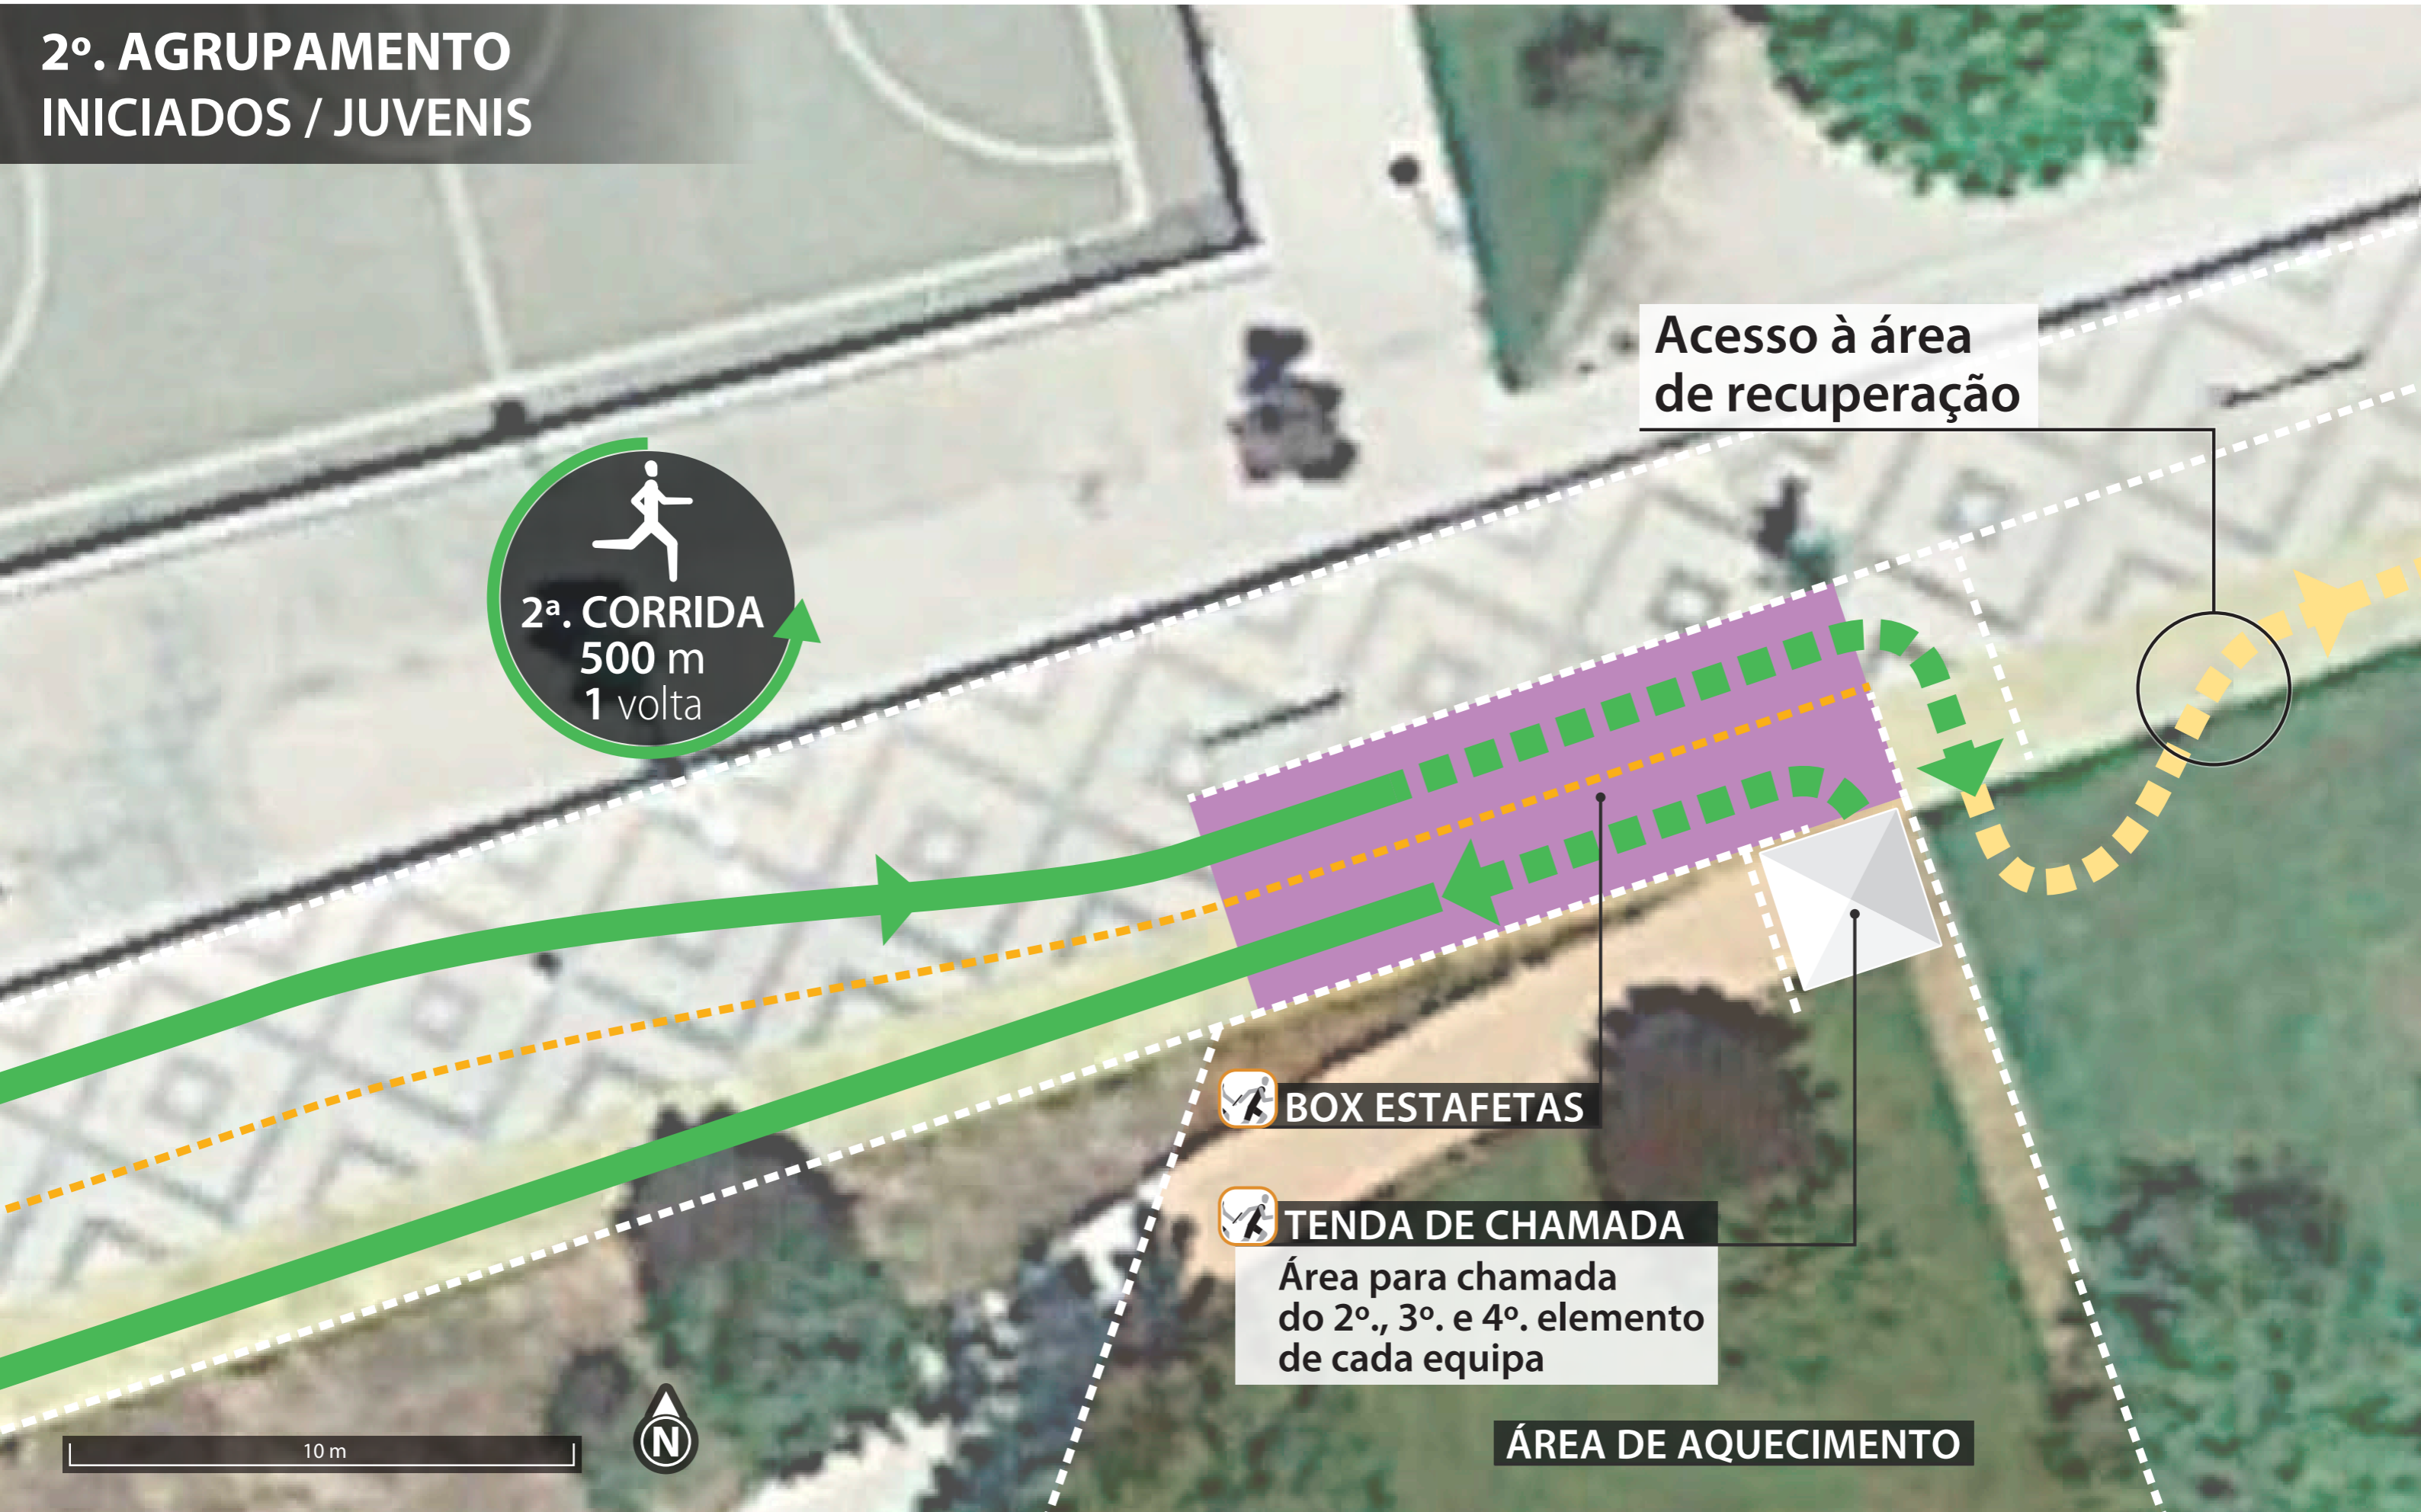 2º. AGRUPAMENTO
INICIADOS / JUVENIS
Acesso à área
de recuperação
2ª. CORRIDA
500 m
1 volta
BOX ESTAFETAS
TENDA DE CHAMADA
Área para chamada
do 2º., 3º. e 4º. elemento
de cada equipa
ÁREA DE AQUECIMENTO
10 m
N